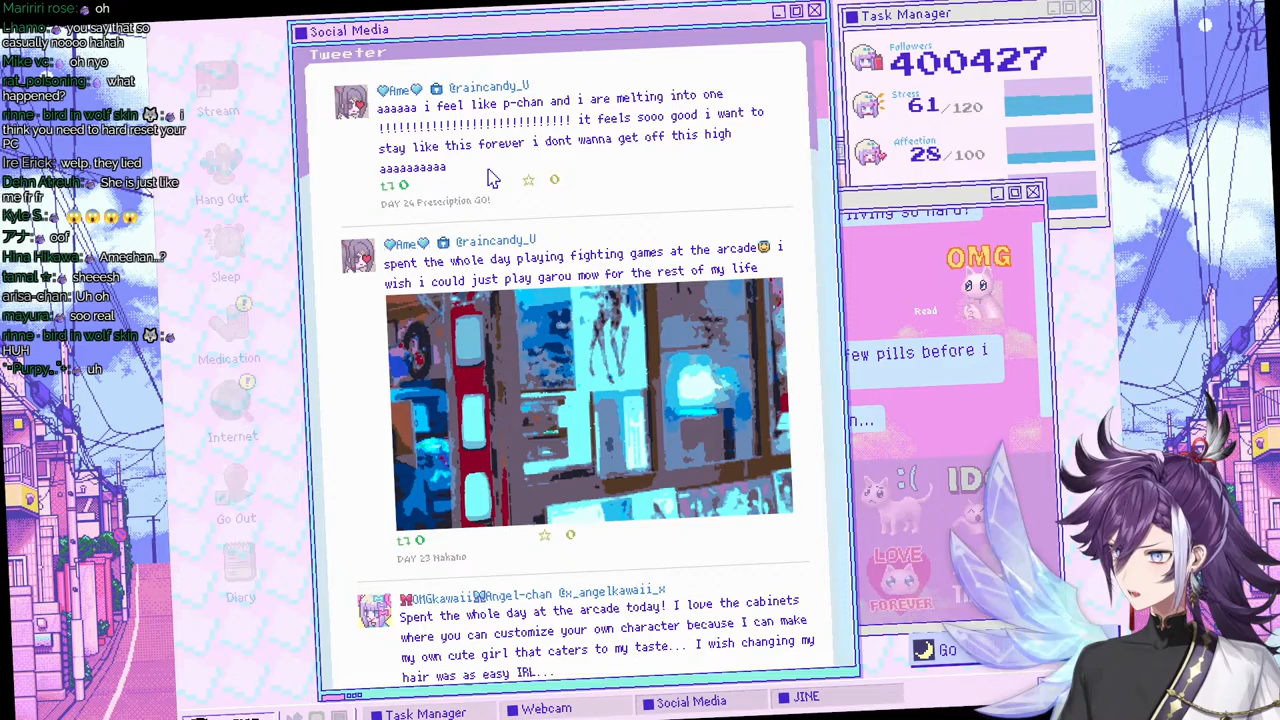 Maririri rose: oh
Lhamo: you say that so
casually noooo hahah
Mike vc: oh nyo
rat_poisoning: what
happened?
rinne · bird in wolf skin: i
think you need to hard reset your
PC
Ire Erick: welp. they lied
Dehn Atreuh: She is just like
me fr fr
Kyle S.: 😱😱😱😱
アナ: oof
Hina Hikawa: Amechan..?
tamal ☆: sheeesh
arisa-chan: Uh oh
mayura: soo real
rinne · bird in wolf skin:
HUH
*Purpy,,*+: uh
Stream
Hang Out
Sleep
Medication
Internet
Go Out
Diary
Social Media
Tweeter
Ame @raincandy_U
aaaaaa i feel like p-chan and i are melting into one
!!!!!!!!!!!!!!!!!!!!!!!!!!!!! it feels sooo good i want to
stay like this forever i dont wanna get off this high
aaaaaaaaaa
0 0
DAY 24 Prescription GO!
Ame @raincandy_U
spent the whole day playing fighting games at the arcade😇 i
wish i could just play garou mow for the rest of my life
0 0
DAY 23 Nakano
OMGkawaii Angel-chan @x_angelkawaii_x
Spent the whole day at the arcade today! I love the cabinets
where you can customize your own character because I can make
my own cute girl that caters to my taste... I wish changing my
hair was as easy IRL...
Task Manager
Followers
400427
Stress
61/120
Affection
28/100
living so hard?
OMG
Read
few pills before i
n...
:(
LOVE
FOREVER
Go
Task Manager
Webcam
Social Media
JINE